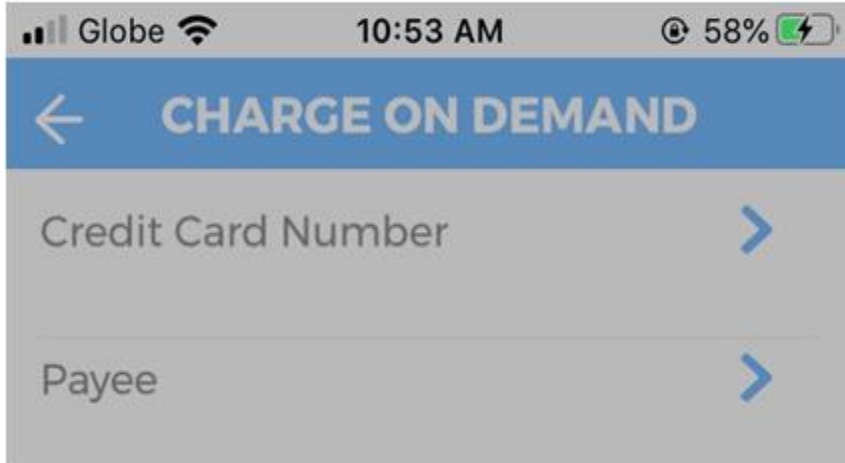 Globe 10:53 AM 58%
CHARGE ON DEMAND
Credit Card Number
Payee